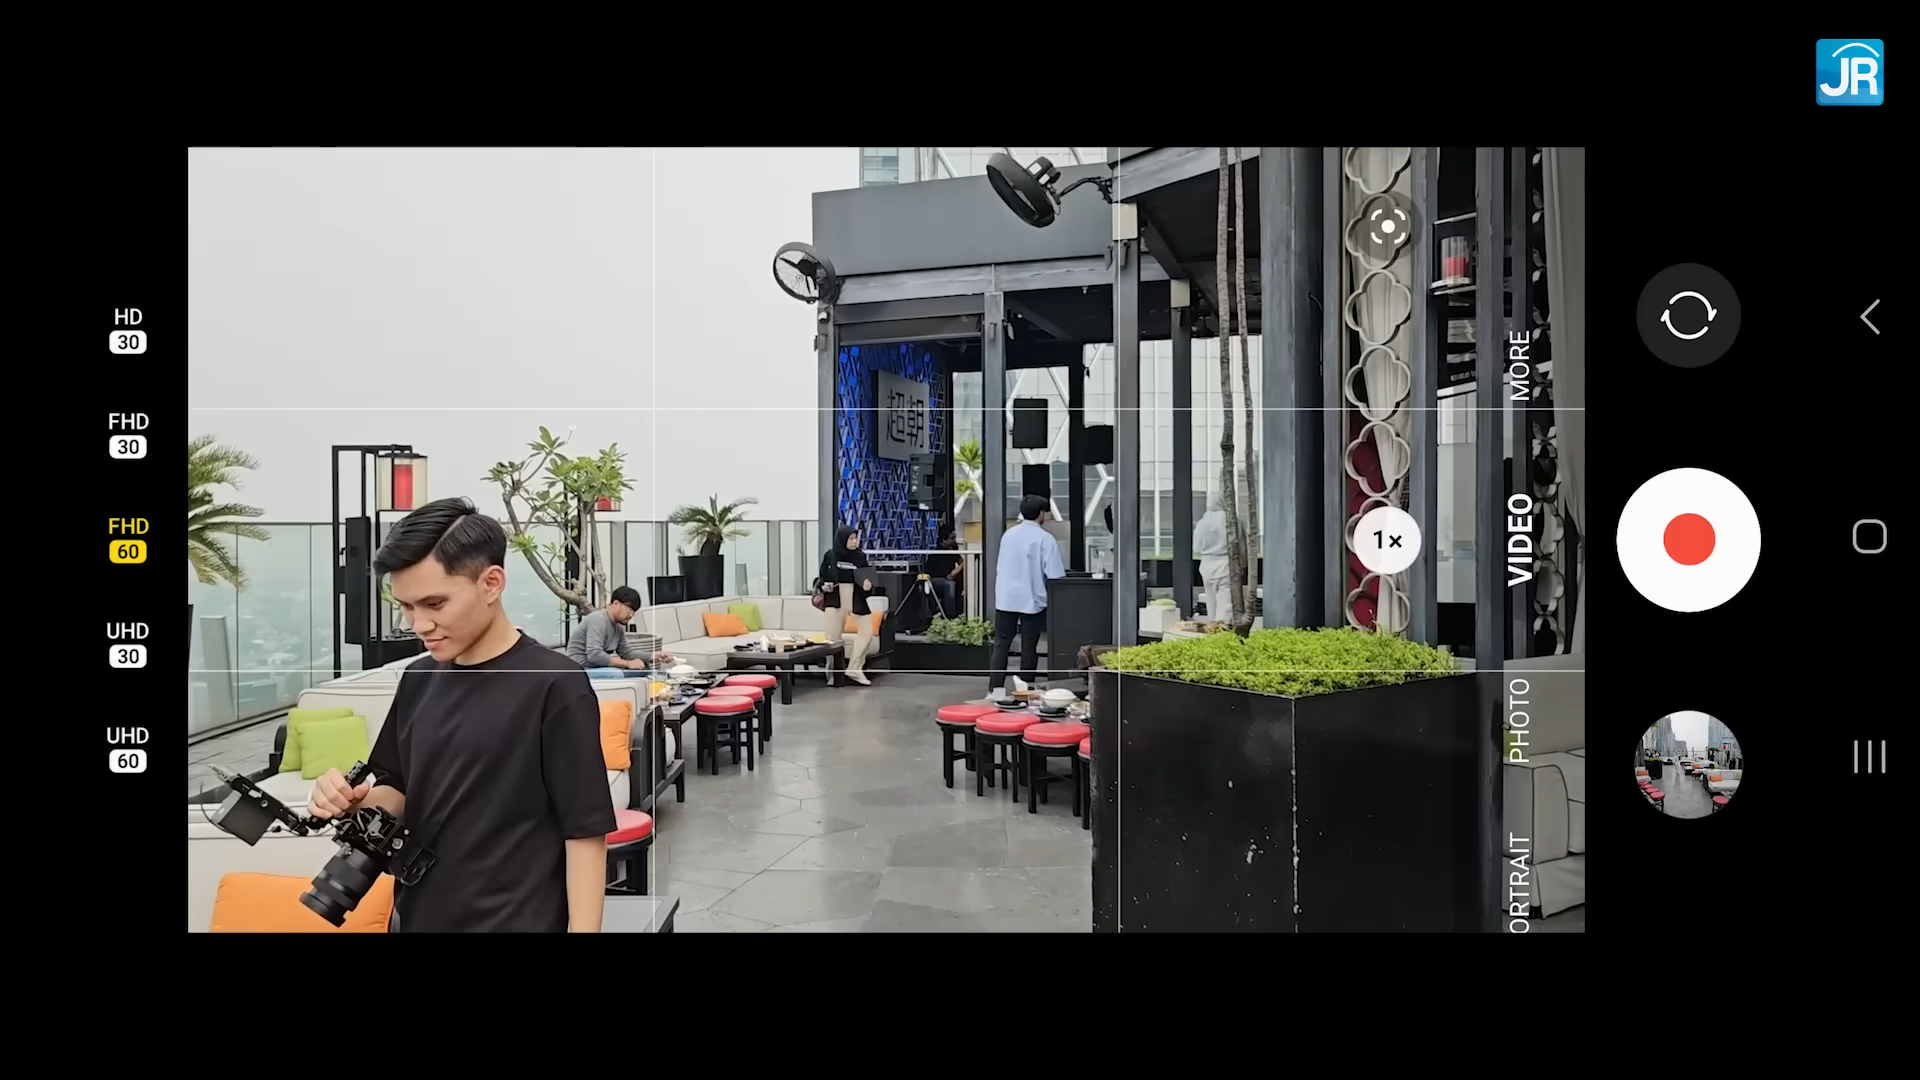 JR
HD
30
FHD
30
FHD
60
UHD
30
UHD
60
超朝
1×
MORE
VIDEO
PHOTO
ORTRAIT